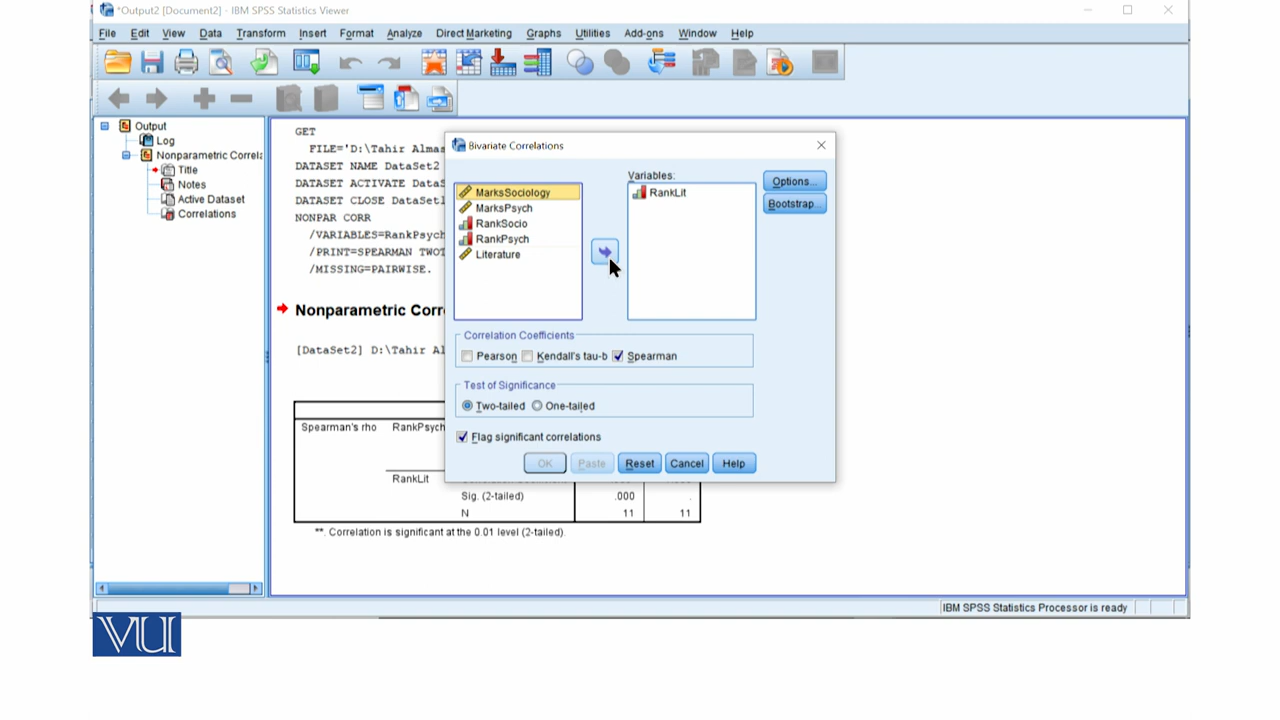 *Output2 [Document2] - IBM SPSS Statistics Viewer
File Edit View Data Transform Insert Format Analyze Direct Marketing Graphs Utilities Add-ons Window Help
Output
Log
Nonparametric Correla
Title
Notes
Active Dataset
Correlations
GET
FILE='D:\Tahir Almas
DATASET NAME DataSet2
DATASET ACTIVATE DataS
DATASET CLOSE DataSet1
NONPAR CORR
/VARIABLES=RankPsych
/PRINT=SPEARMAN TWOT
/MISSING=PAIRWISE.
Nonparametric Corre
[DataSet2] D:\Tahir Al
Spearman's rho RankPsych
RankLit
Sig. (2-tailed) .000 .
N 11 11
**. Correlation is significant at the 0.01 level (2-tailed).
Bivariate Correlations
Variables:
MarksSociology
MarksPsych
RankSocio
RankPsych
Literature
RankLit
Options...
Bootstrap...
Correlation Coefficients
Pearson Kendall's tau-b Spearman
Test of Significance
Two-tailed One-tailed
Flag significant correlations
OK Paste Reset Cancel Help
IBM SPSS Statistics Processor is ready
VU